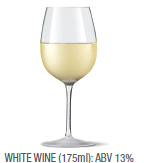 WHITE WINE (175ml): ABV 13%